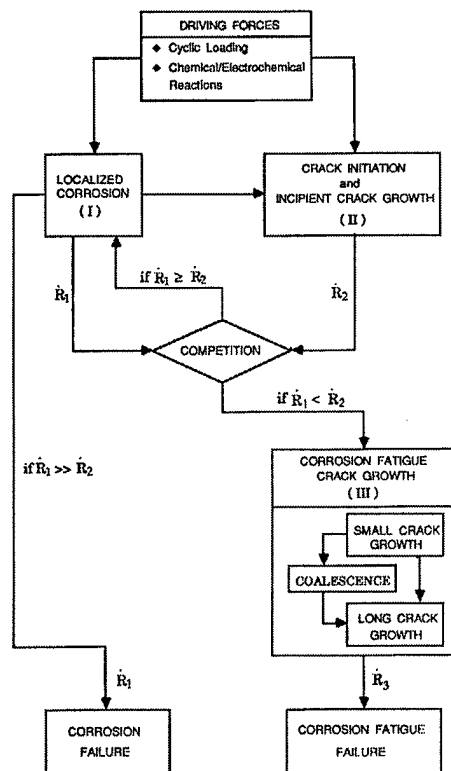 DRIVING FORCES
◆ Cyclic Loading
◆ Chemical/Electrochemical
Reactions
LOCALIZED
CORROSION
(I)
CRACK INITIATION
and
INCIPIENT CRACK GROWTH
(II)
if Ṙ₁ ≥ Ṙ₂
Ṙ₁
Ṙ₂
COMPETITION
if Ṙ₁ < Ṙ₂
if Ṙ₁ >> Ṙ₂
CORROSION FATIGUE
CRACK GROWTH
(III)
SMALL CRACK
GROWTH
COALESCENCE
LONG CRACK
GROWTH
Ṙ₁
Ṙ₃
CORROSION
FAILURE
CORROSION FATIGUE
FAILURE